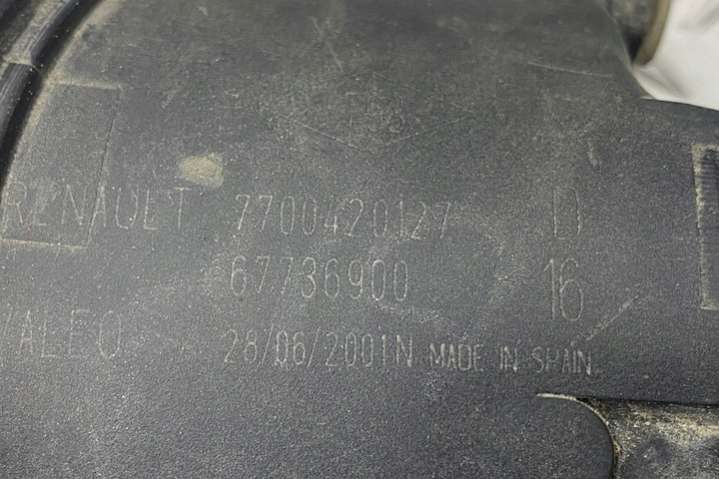 RENAULT 7700420127 D
67736900 16
VALEO 28/06/2001N MADE IN SPAIN